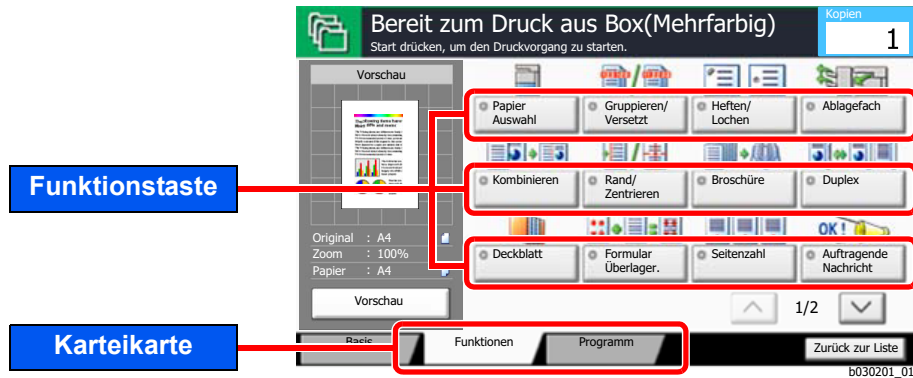 Bereit zum Druck aus Box(Mehrfarbig)
Start drücken, um den Druckvorgang zu starten.
Kopien
1
Vorschau
Original : A4
Zoom : 100%
Papier : A4
Vorschau
Papier
Auswahl
Gruppieren/
Versetzt
Heften/
Lochen
Ablagefach
Kombinieren
Rand/
Zentrieren
Broschüre
Duplex
OK!
Deckblatt
Formular
Überlager.
Seitenzahl
Auftragende
Nachricht
1/2
Funktionstaste
Karteikarte
Basis
Funktionen
Programm
Zurück zur Liste
b030201_01